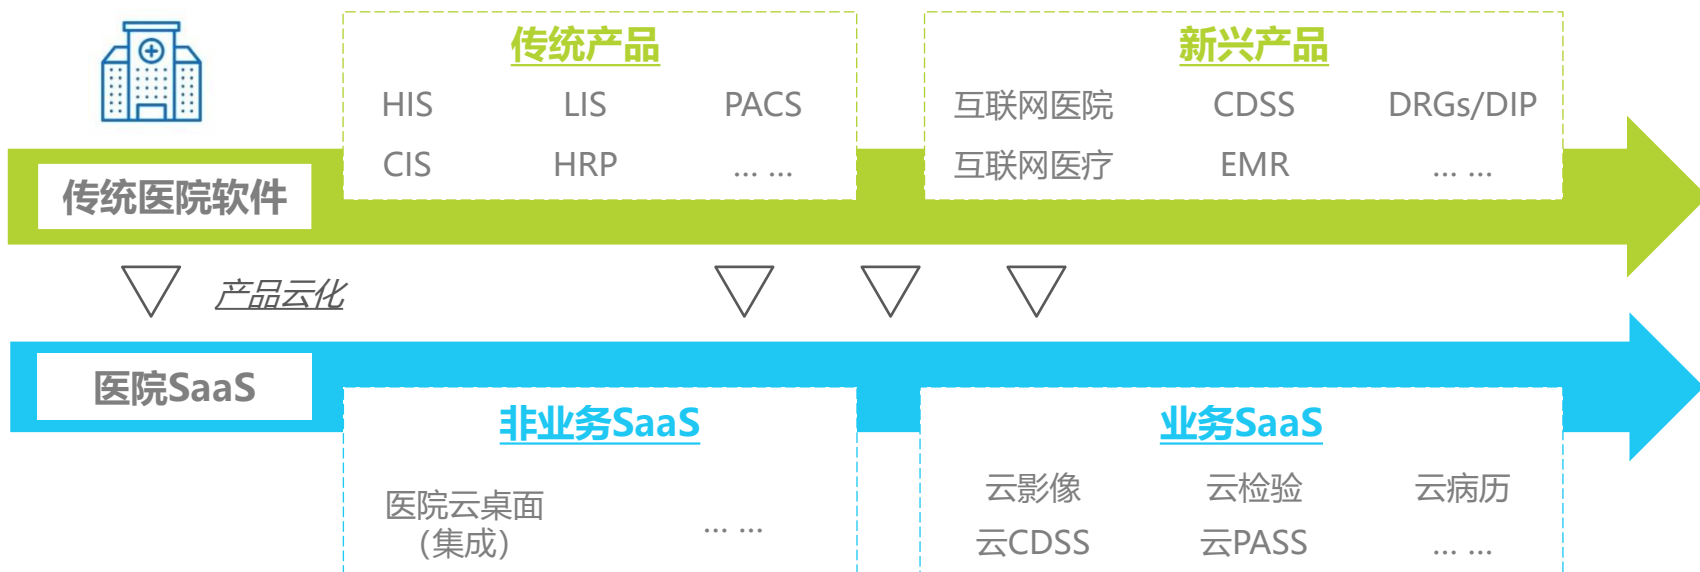 传统产品
HIS LIS PACS
CIS HRP … …
新兴产品
互联网医院 CDSS DRGs/DIP
互联网医疗 EMR … …
传统医院软件
产品云化
医院SaaS
非业务SaaS
医院云桌面
（集成）
… …
业务SaaS
云影像 云检验 云病历
云CDSS 云PASS … …